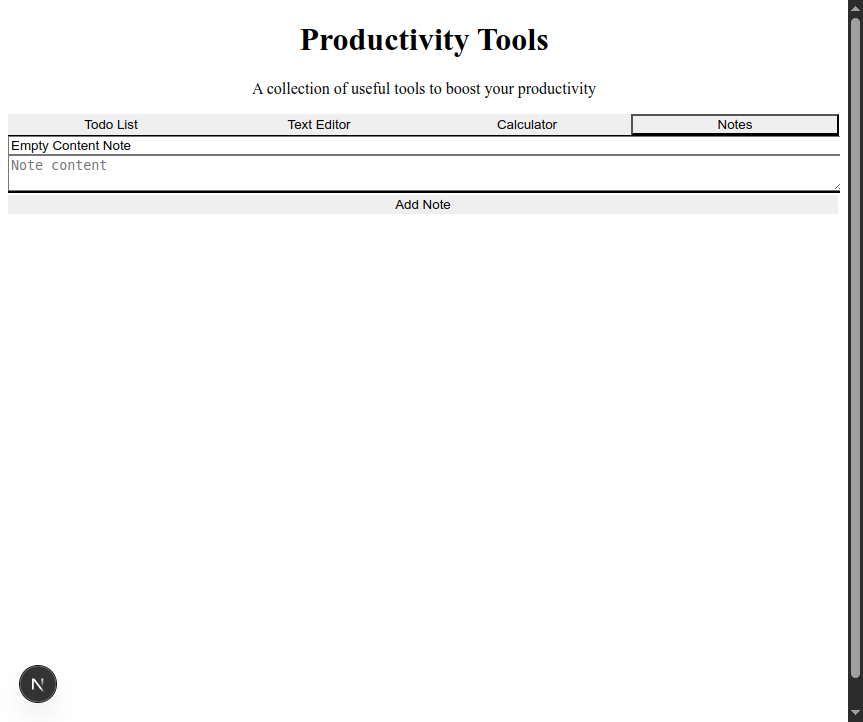 Productivity Tools
A collection of useful tools to boost your productivity
Todo List
Text Editor
Calculator
Notes
Empty Content Note
Note content
Add Note
N